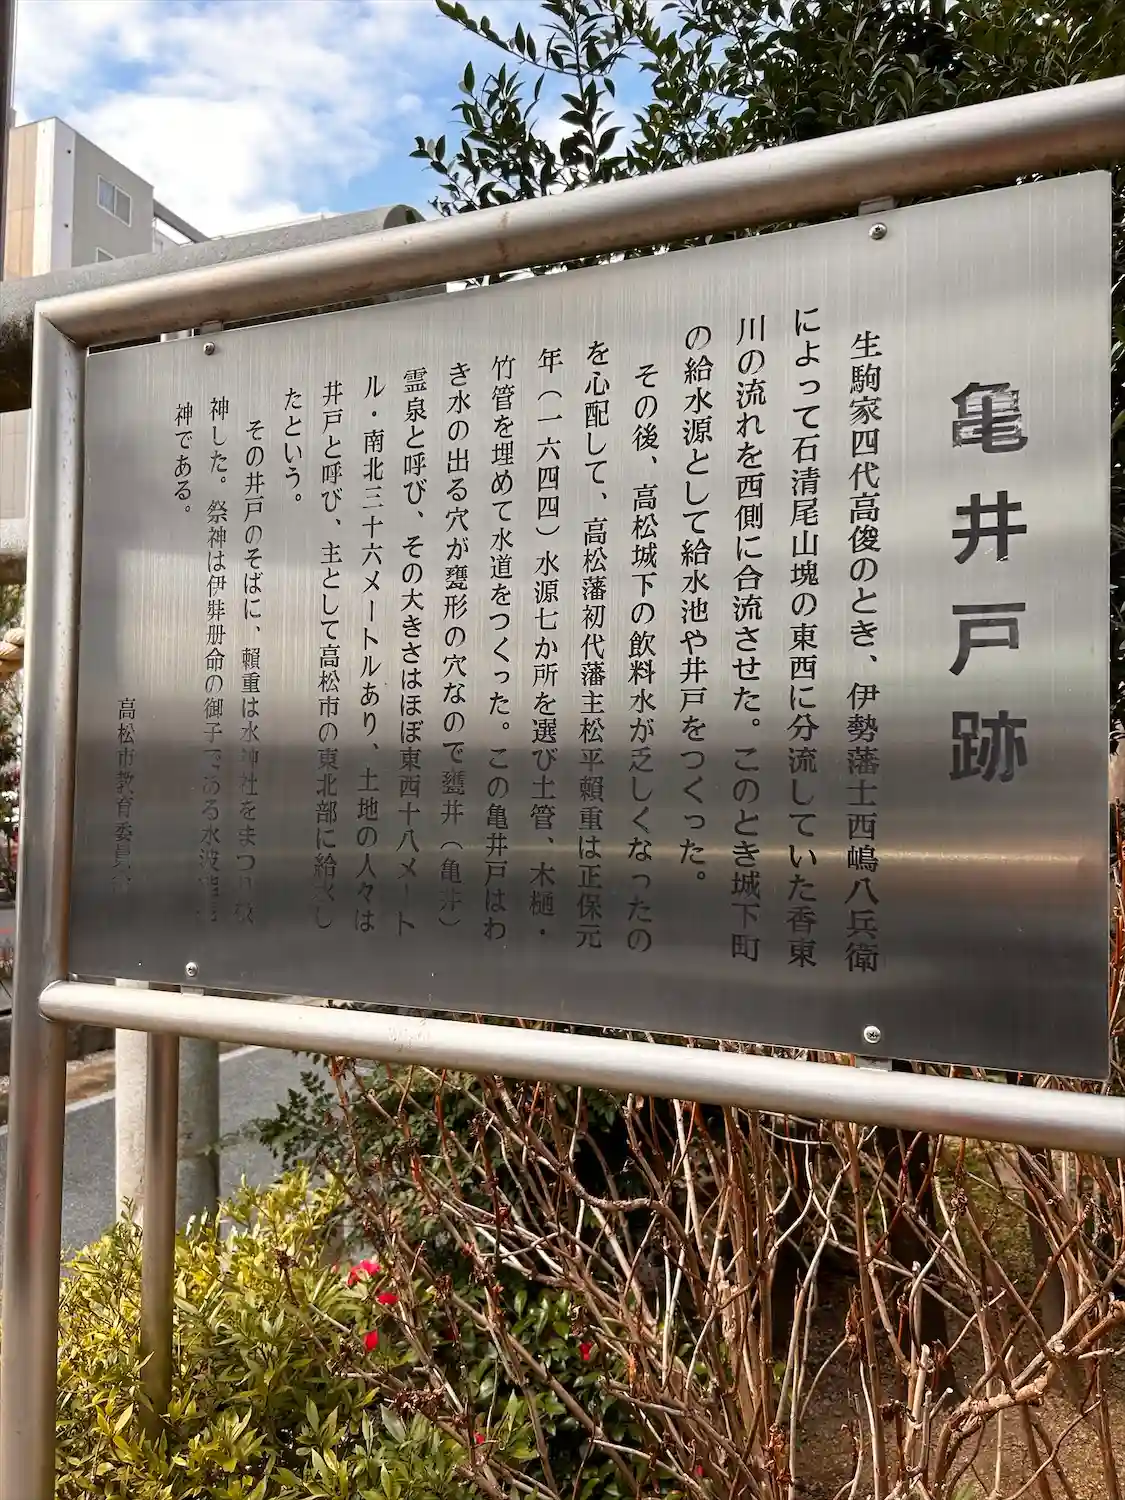 亀井戸跡
生駒家四代高俊のとき、伊勢藩士西嶋八兵衛
によって石清尾山塊の東西に分流していた香東
川の流れを西側に合流させた。このとき城下町
の給水源として給水池や井戸をつくった。
その後、高松城下の飲料水が乏しくなったの
を心配して、高松藩初代藩主松平頼重は正保元
年（一六四四）水源七か所を選び土管、木樋・
竹管を埋めて水道をつくった。この亀井戸はわ
き水の出る穴が甕形の穴なので甕井（亀井）
霊泉と呼び、その大きさはほぼ東西十八メート
ル・南北三十六メートルあり、土地の人々は
井戸と呼び、主として高松市の東北部に給水し
たという。
その井戸のそばに、頼重は水神社をまつり敬
神した。祭神は伊弉册命の御子である水波
神である。
高松市教育委員会